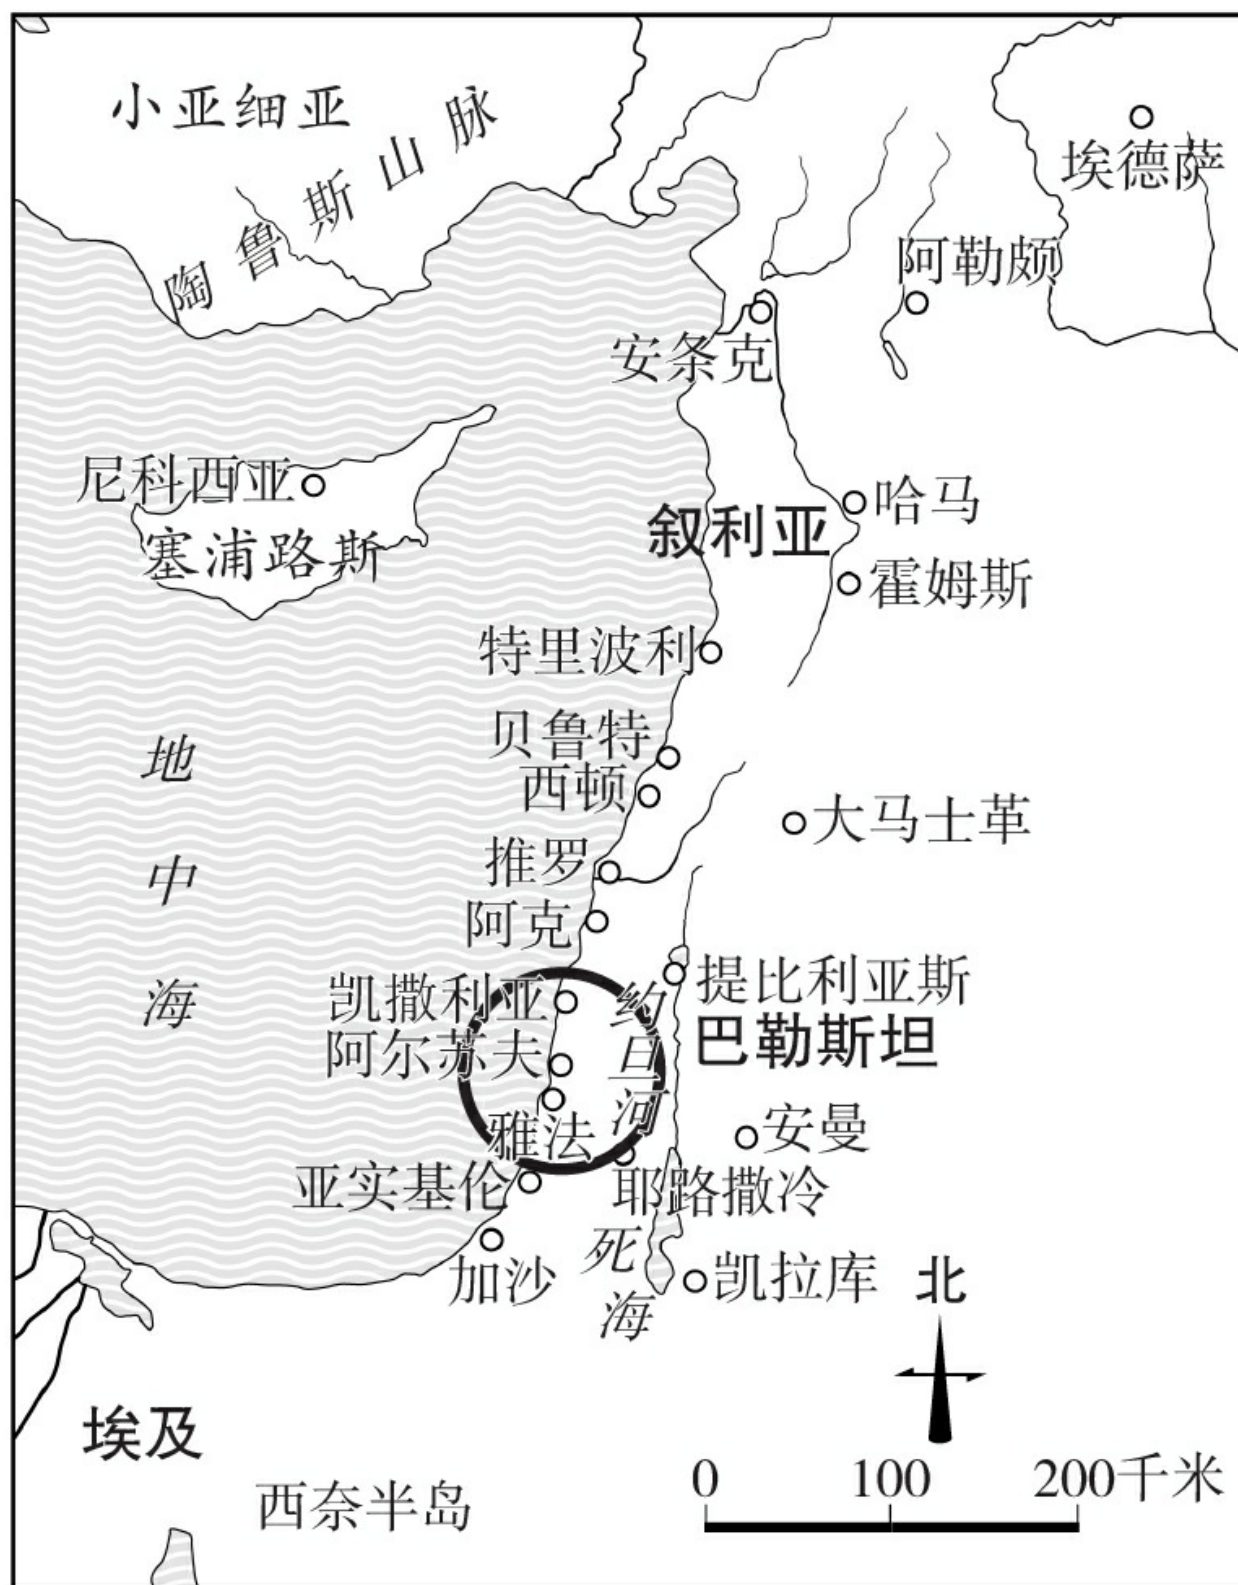 小亚细亚
陶鲁斯山脉
埃德萨
阿勒颇
安条克
尼科西亚
塞浦路斯
叙利亚
哈马
霍姆斯
特里波利
贝鲁特
西顿
大马士革
推罗
阿克
地中海
提比利亚斯
凯撒利亚
约旦河
巴勒斯坦
阿尔苏夫
雅法
安曼
亚实基伦
耶路撒冷
加沙
死海
凯拉库
北
埃及
西奈半岛
0 100 200千米